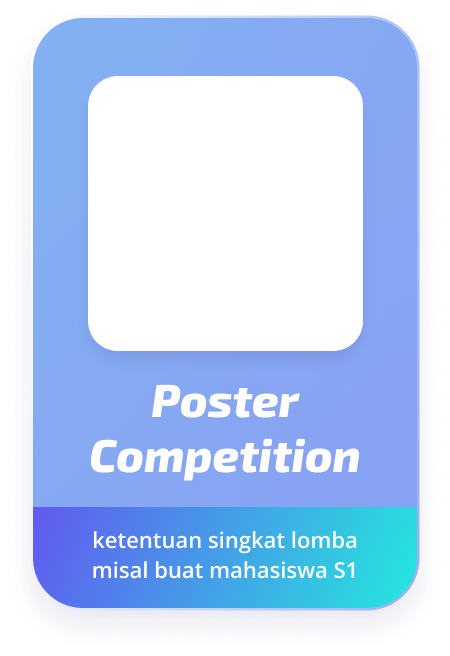 Poster
Competition
ketentuan singkat lomba
misal buat mahasiswa S1